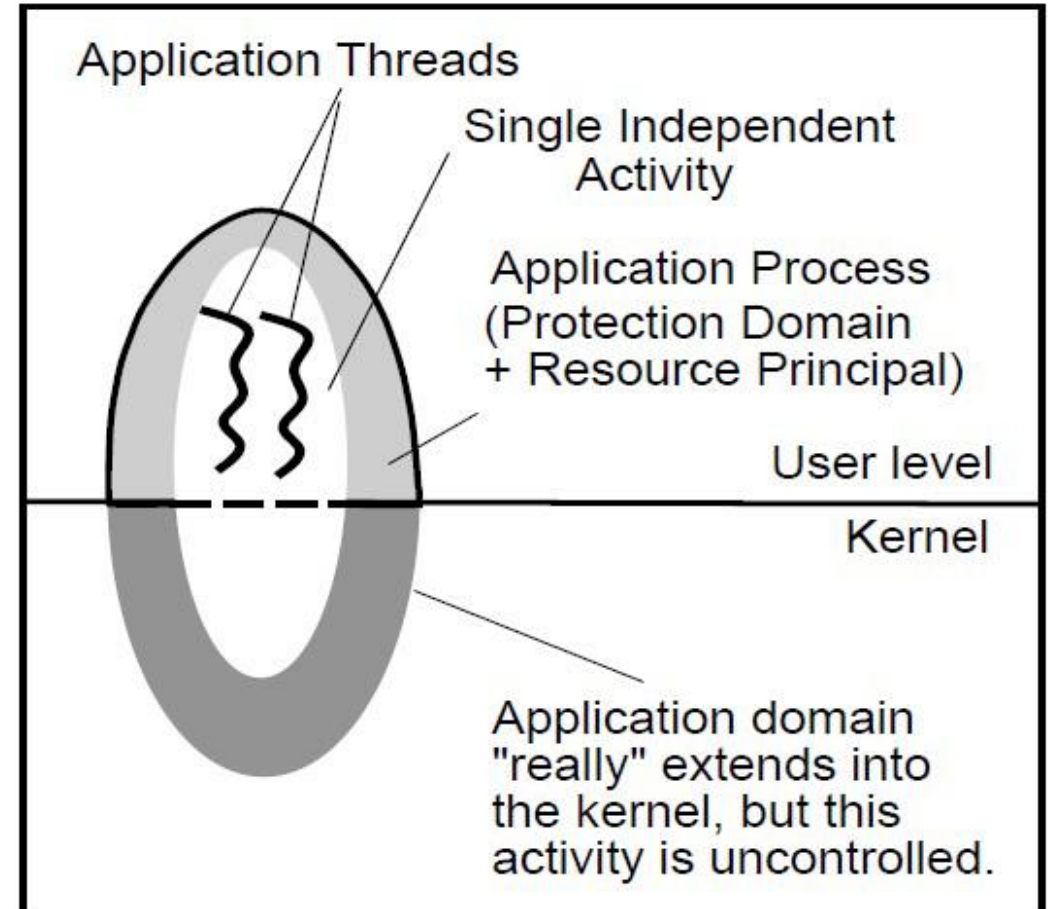 Application Threads
Single Independent
Activity
Application Process
(Protection Domain
+ Resource Principal)
User level
Kernel
Application domain
"really" extends into
the kernel, but this
activity is uncontrolled.